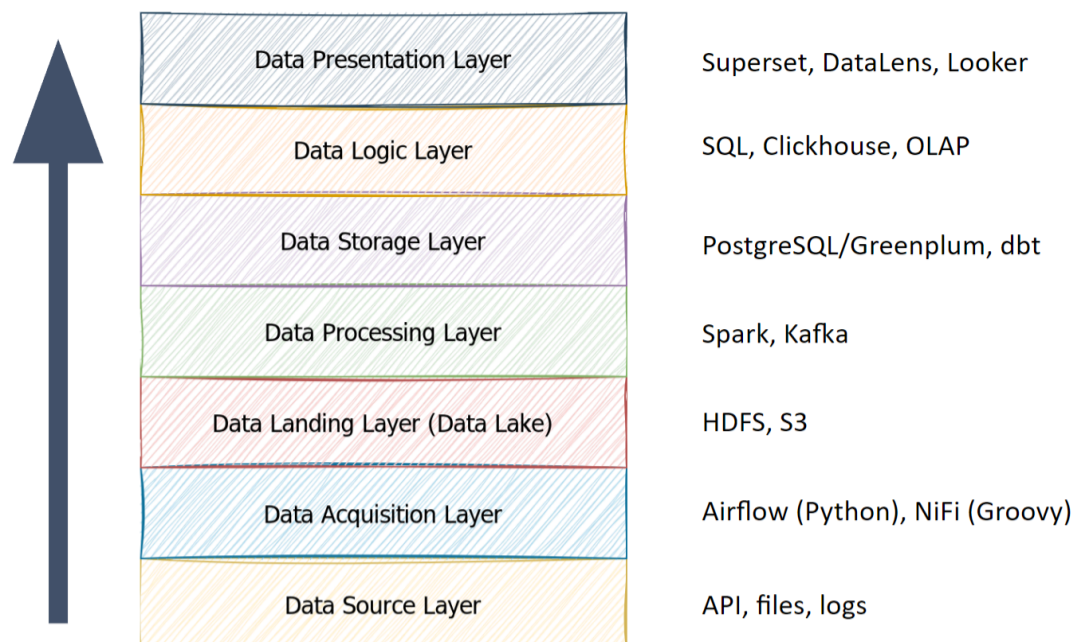 Data Presentation Layer
Superset, DataLens, Looker
Data Logic Layer
SQL, Clickhouse, OLAP
Data Storage Layer
PostgreSQL/Greenplum, dbt
Data Processing Layer
Spark, Kafka
Data Landing Layer (Data Lake)
HDFS, S3
Data Acquisition Layer
Airflow (Python), NiFi (Groovy)
Data Source Layer
API, files, logs